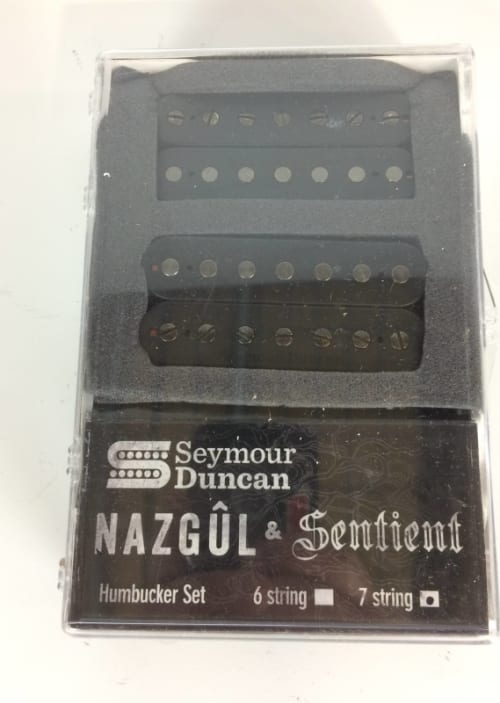 Seymour
Duncan
NAZGÛL & Sentient
Humbucker Set 6 string 7 string